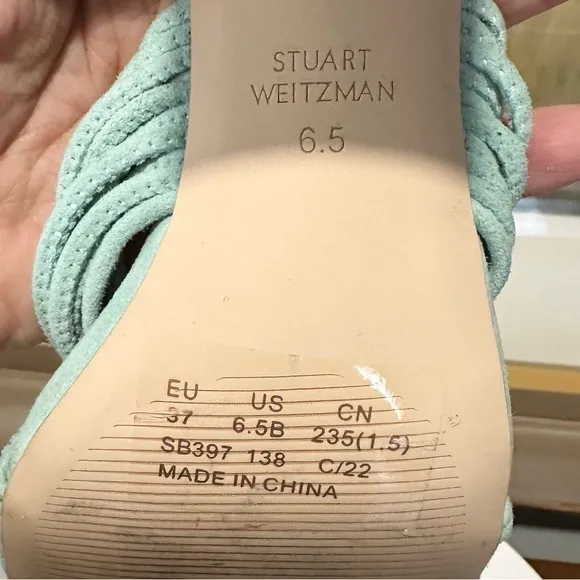 STUART
WEITZMAN
6.5
EU US CN
37 6.5B 235(1.5)
SB397 138 C/22
MADE IN CHINA